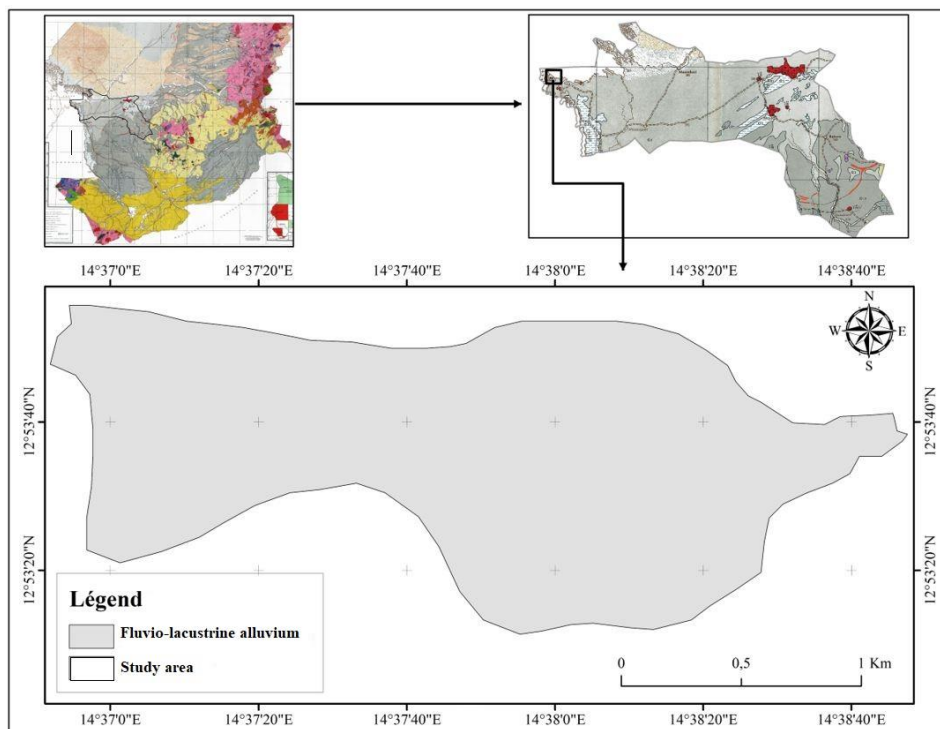 14°37'0"E 14°37'20"E 14°37'40"E 14°38'0"E 14°38'20"E 14°38'40"E
N
W E
S
12°53'40"N 12°53'40"N
12°53'20"N 12°53'20"N
Légend
Fluvio-lacustrine alluvium
Study area
0 0,5 1 Km
14°37'0"E 14°37'20"E 14°37'40"E 14°38'0"E 14°38'20"E 14°38'40"E